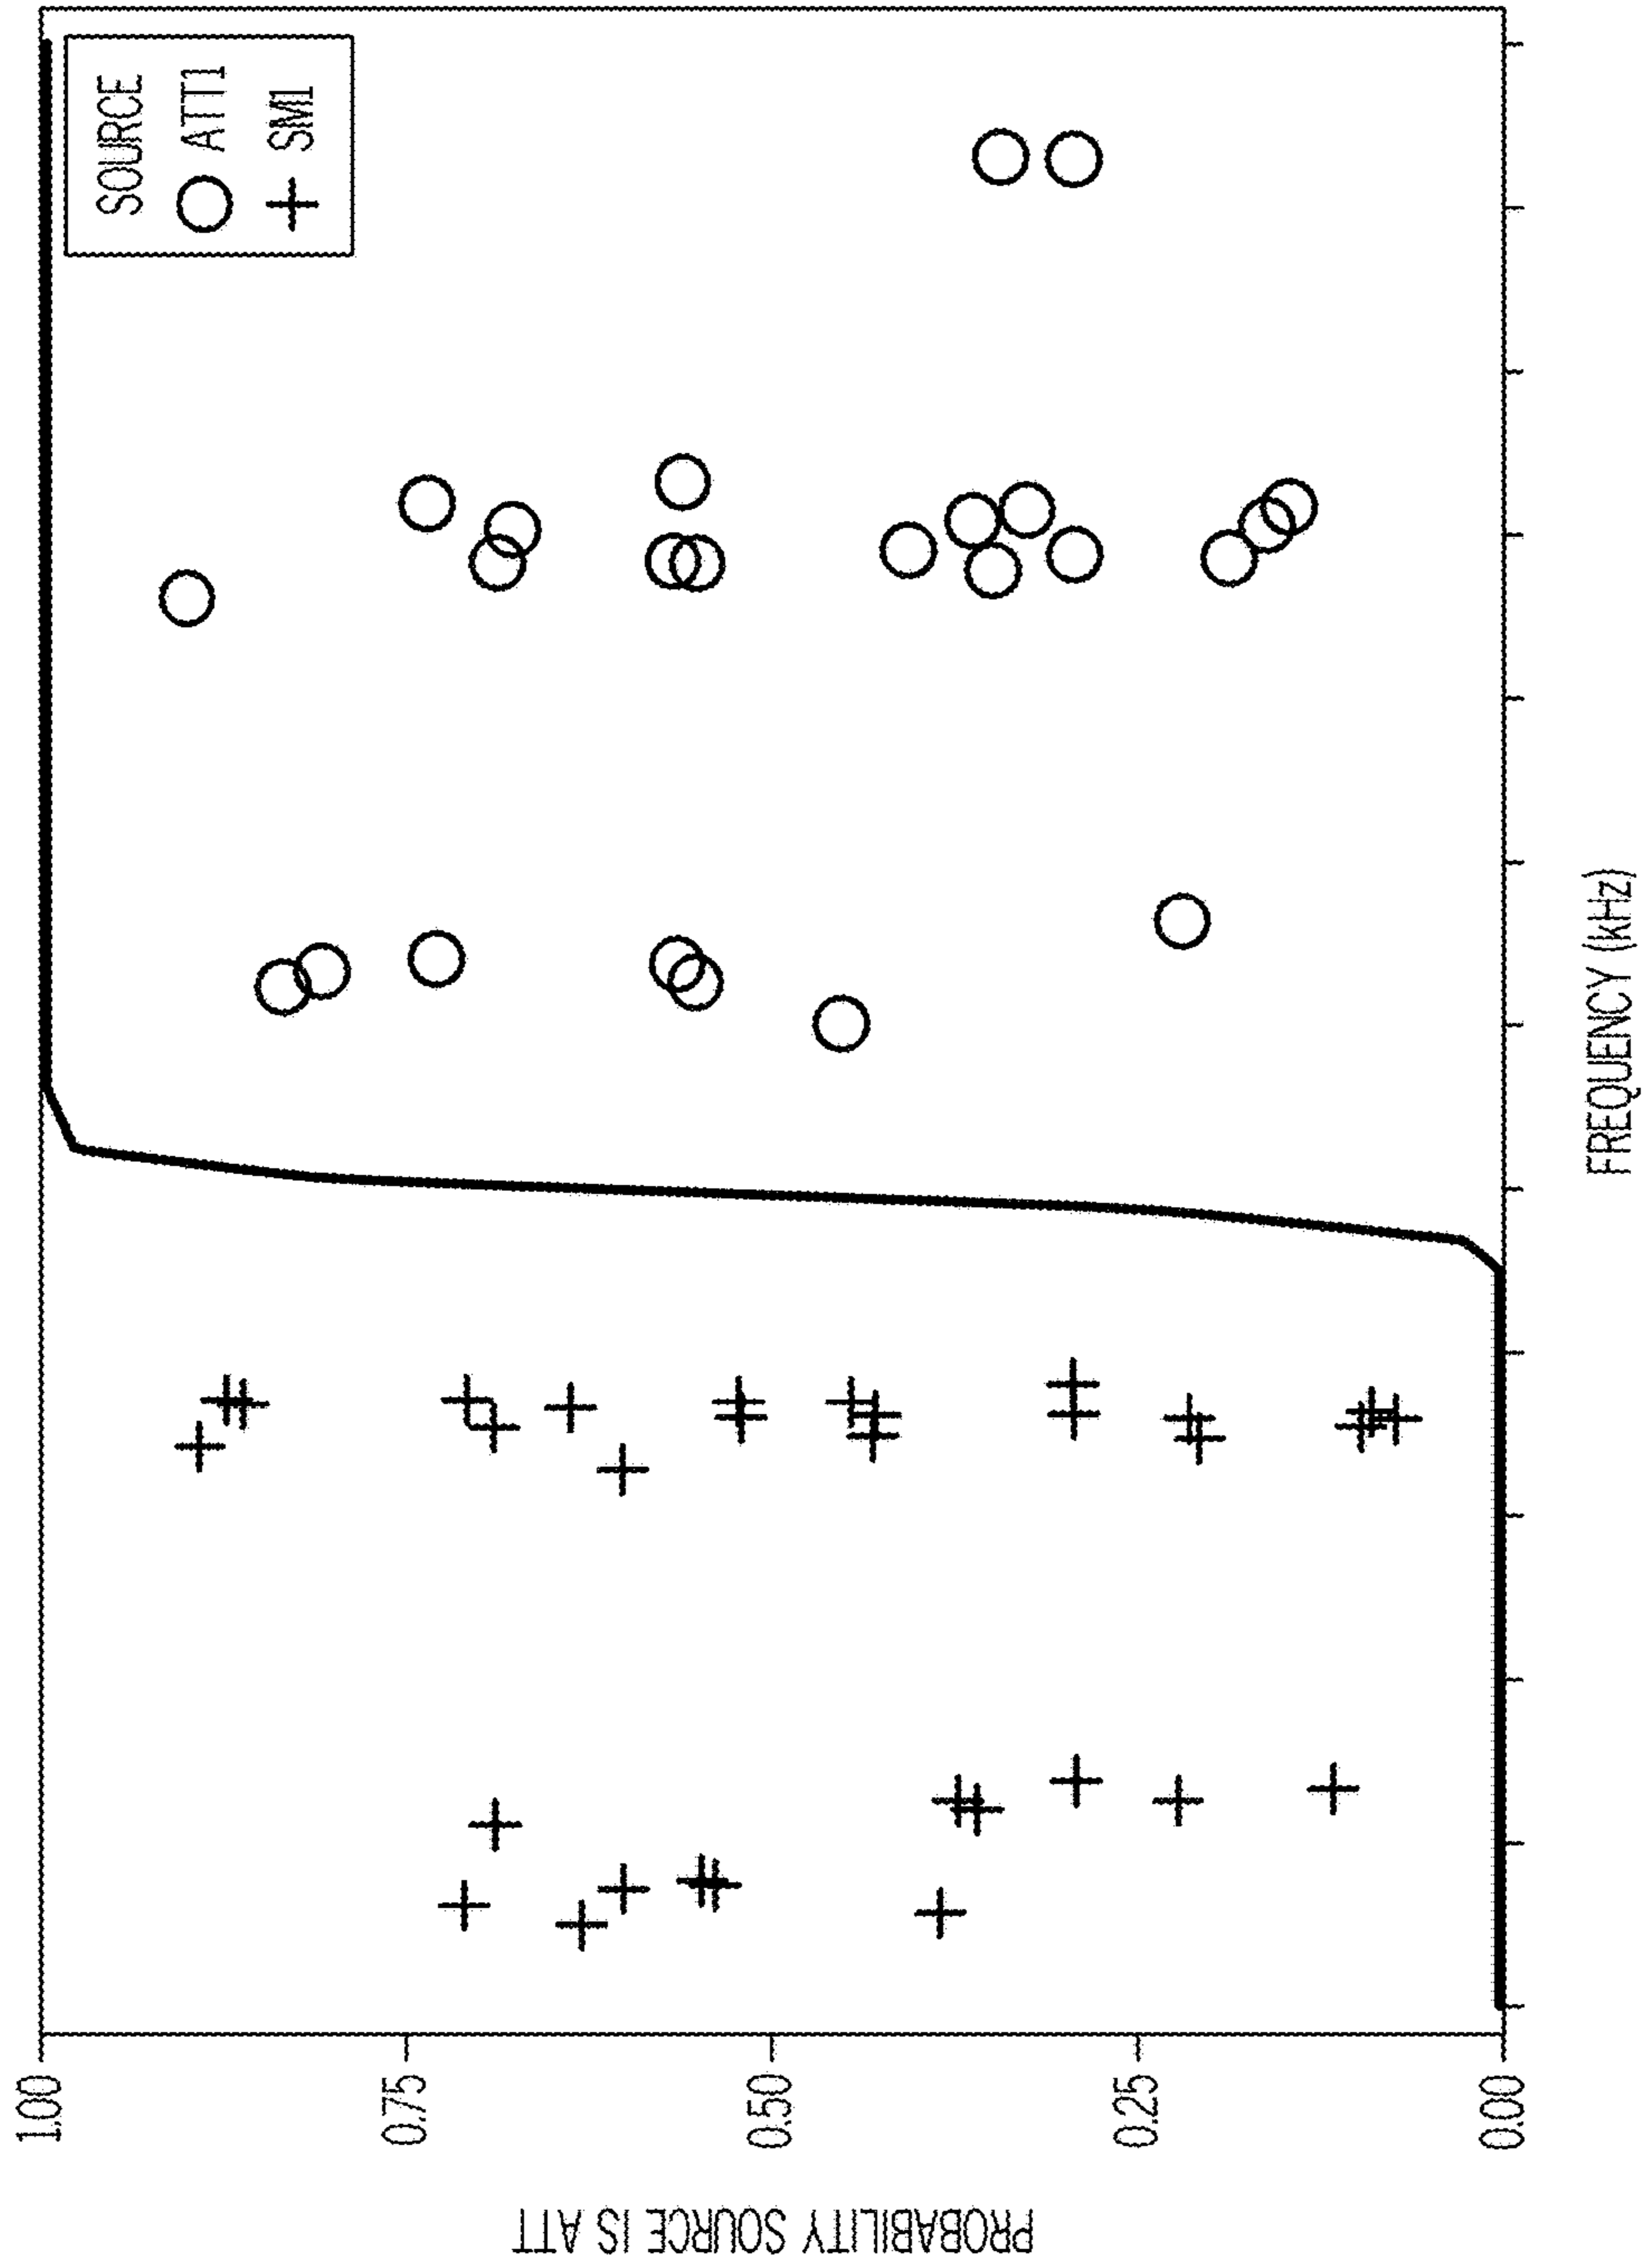 PROBABILITY SOURCE IS ATT
1.00
0.75
0.50
0.25
0.00
SOURCE
ATT1
SM1
FREQUENCY (kHz)